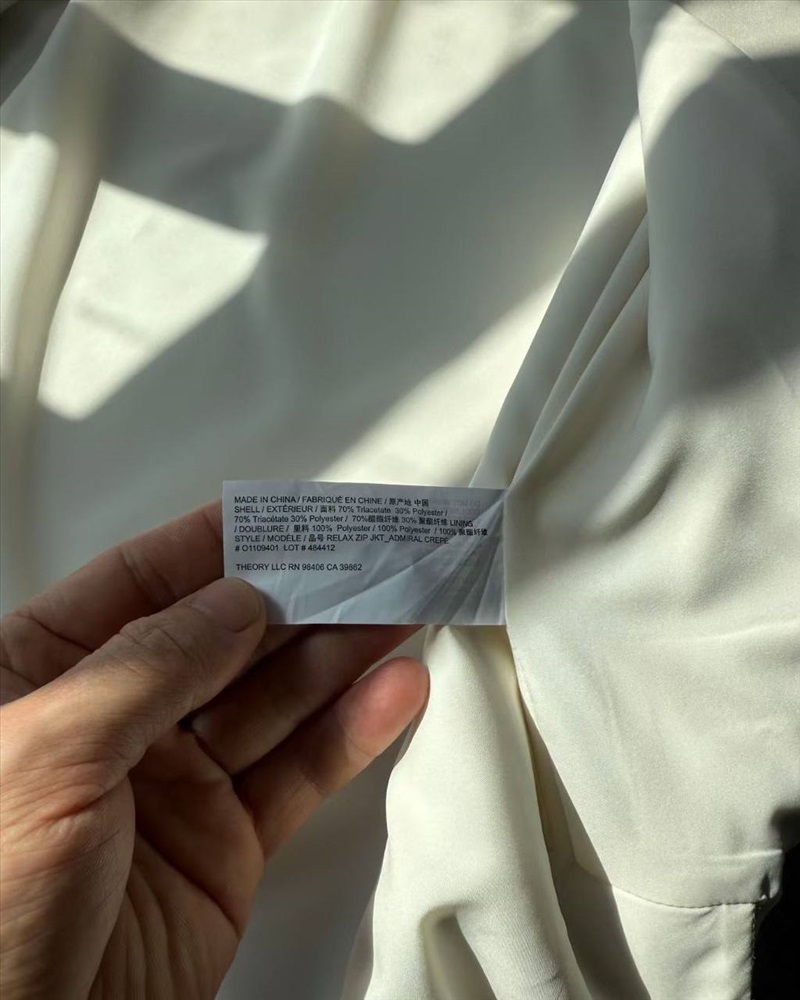 MADE IN CHINA / FABRIQUÉ EN CHINE / 原产地 中国
SHELL / EXTÉRIEUR / 面料 70% Triacetate 30% Polyester /
70% Triacétate 30% Polyester / 70%醋酯纤维 30% 聚酯纤维 LINING
/ DOUBLURE / 里料 100% Polyester / 100% Polyester / 100% 聚酯纤维
STYLE / MODÈLE / 品号 RELAX ZIP JKT_ADMIRAL CREPE
# O1109401 LOT # 484412
THEORY LLC RN 98406 CA 39862